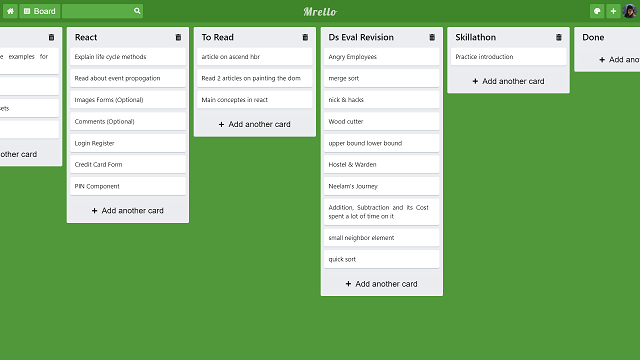 Board
Mrello
e examples for
sets
other card
React
Explain life cycle methods
Read about event propogation
Images Forms (Optional)
Comments (Optional)
Login Register
Credit Card Form
PIN Component
+ Add another card
To Read
article on ascend hbr
Read 2 articles on painting the dom
Main conceptes in react
+ Add another card
Ds Eval Revision
Angry Employees
merge sort
nick & hacks
Wood cutter
upper bound lower bound
Hostel & Warden
Neelam's Journey
Addition, Subtraction and its Cost
spent a lot of time on it
small neighbor element
quick sort
+ Add another card
Skillathon
Practice introduction
+ Add another card
Done
+ Add ano